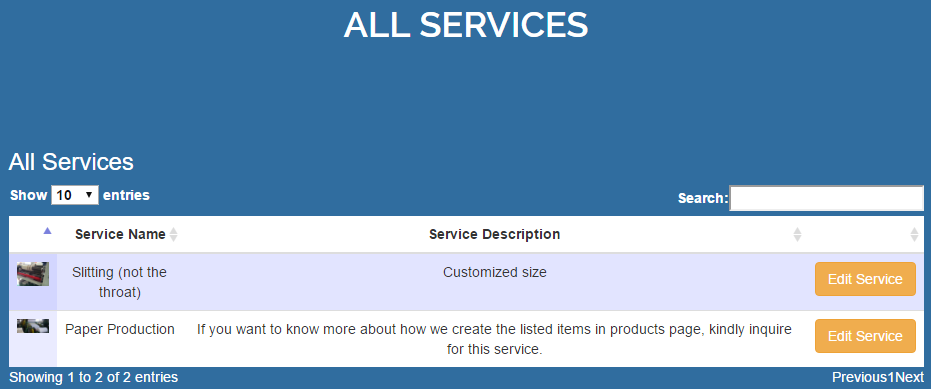 ALL SERVICES
All Services
Show 10 entries
Search:
Service Name Service Description
Slitting (not the
throat)
Customized size
Edit Service
Paper Production
If you want to know more about how we create the listed items in products page, kindly inquire
for this service.
Edit Service
Showing 1 to 2 of 2 entries
Previous1Next